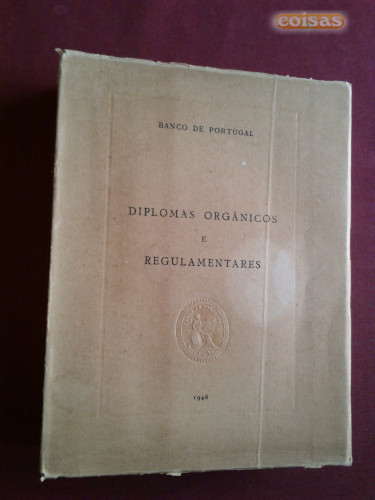 coisas
BANCO DE PORTUGAL
DIPLOMAS ORGÂNICOS
E
REGULAMENTARES
1946